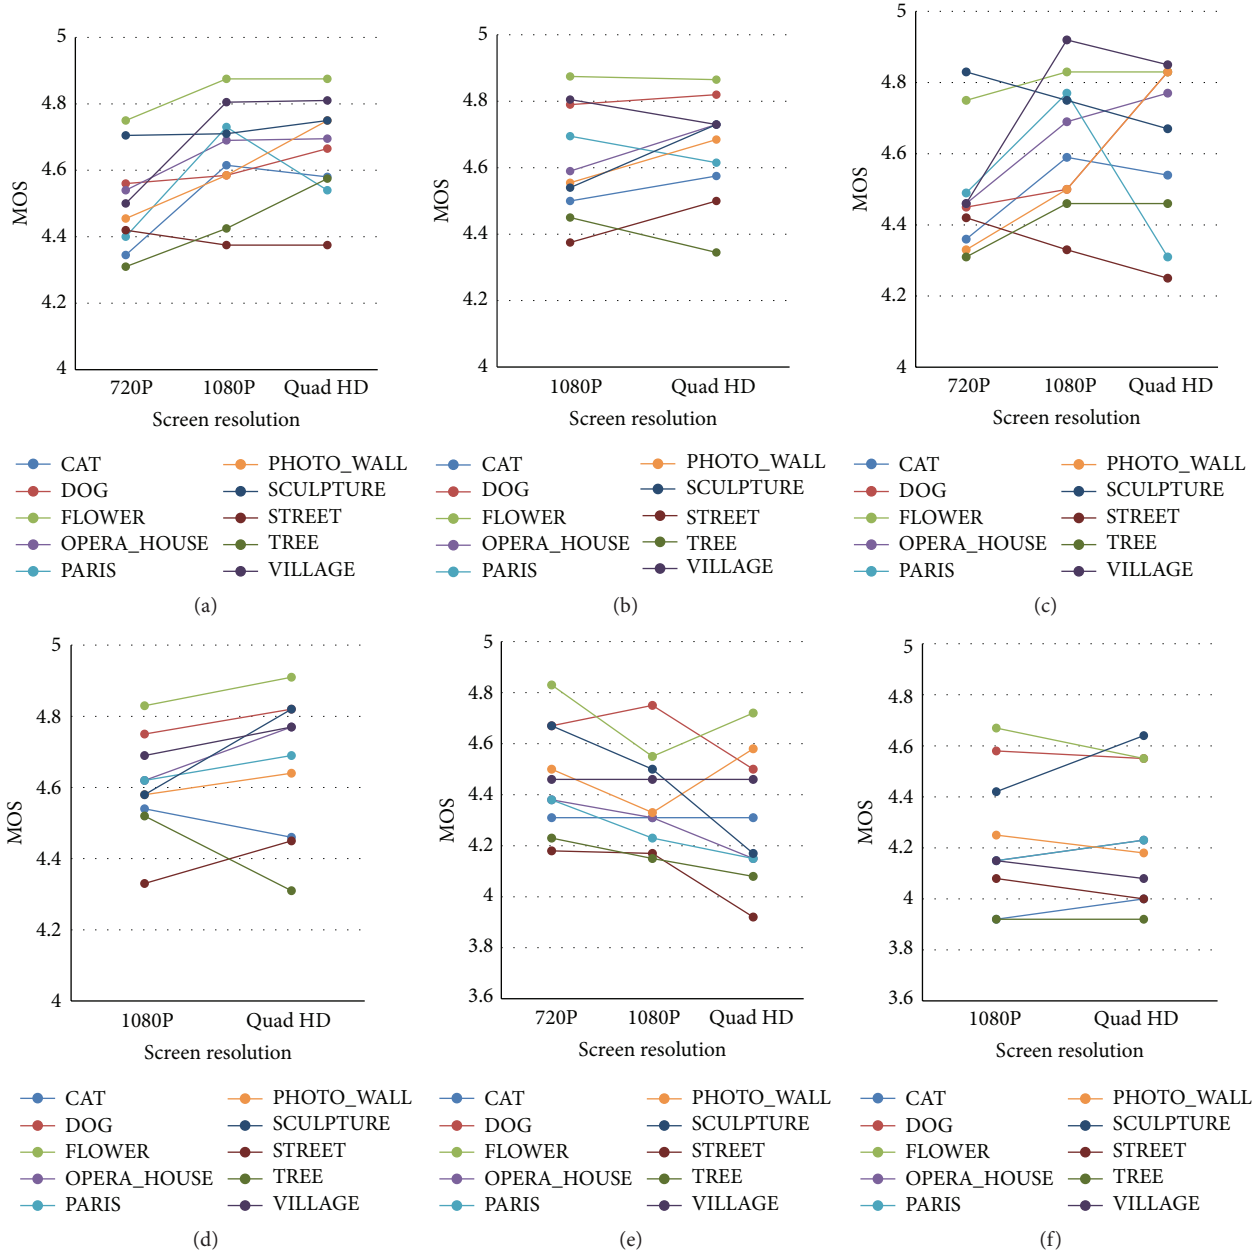 5
4.8
4.6
4.4
4.2
4
MOS
720P 1080P Quad HD
Screen resolution
CAT
DOG
FLOWER
OPERA_HOUSE
PARIS
PHOTO_WALL
SCULPTURE
STREET
TREE
VILLAGE
(a)
5
4.8
4.6
4.4
4.2
4
MOS
1080P Quad HD
Screen resolution
CAT
DOG
FLOWER
OPERA_HOUSE
PARIS
PHOTO_WALL
SCULPTURE
STREET
TREE
VILLAGE
(b)
5
4.8
4.6
4.4
4.2
4
MOS
720P 1080P Quad HD
Screen resolution
CAT
DOG
FLOWER
OPERA_HOUSE
PARIS
PHOTO_WALL
SCULPTURE
STREET
TREE
VILLAGE
(c)
5
4.8
4.6
4.4
4.2
4
MOS
1080P Quad HD
Screen resolution
CAT
DOG
FLOWER
OPERA_HOUSE
PARIS
PHOTO_WALL
SCULPTURE
STREET
TREE
VILLAGE
(d)
5
4.8
4.6
4.4
4.2
4
3.8
3.6
MOS
720P 1080P Quad HD
Screen resolution
CAT
DOG
FLOWER
OPERA_HOUSE
PARIS
PHOTO_WALL
SCULPTURE
STREET
TREE
VILLAGE
(e)
5
4.8
4.6
4.4
4.2
4
3.8
3.6
MOS
1080P Quad HD
Screen resolution
CAT
DOG
FLOWER
OPERA_HOUSE
PARIS
PHOTO_WALL
SCULPTURE
STREET
TREE
VILLAGE
(f)